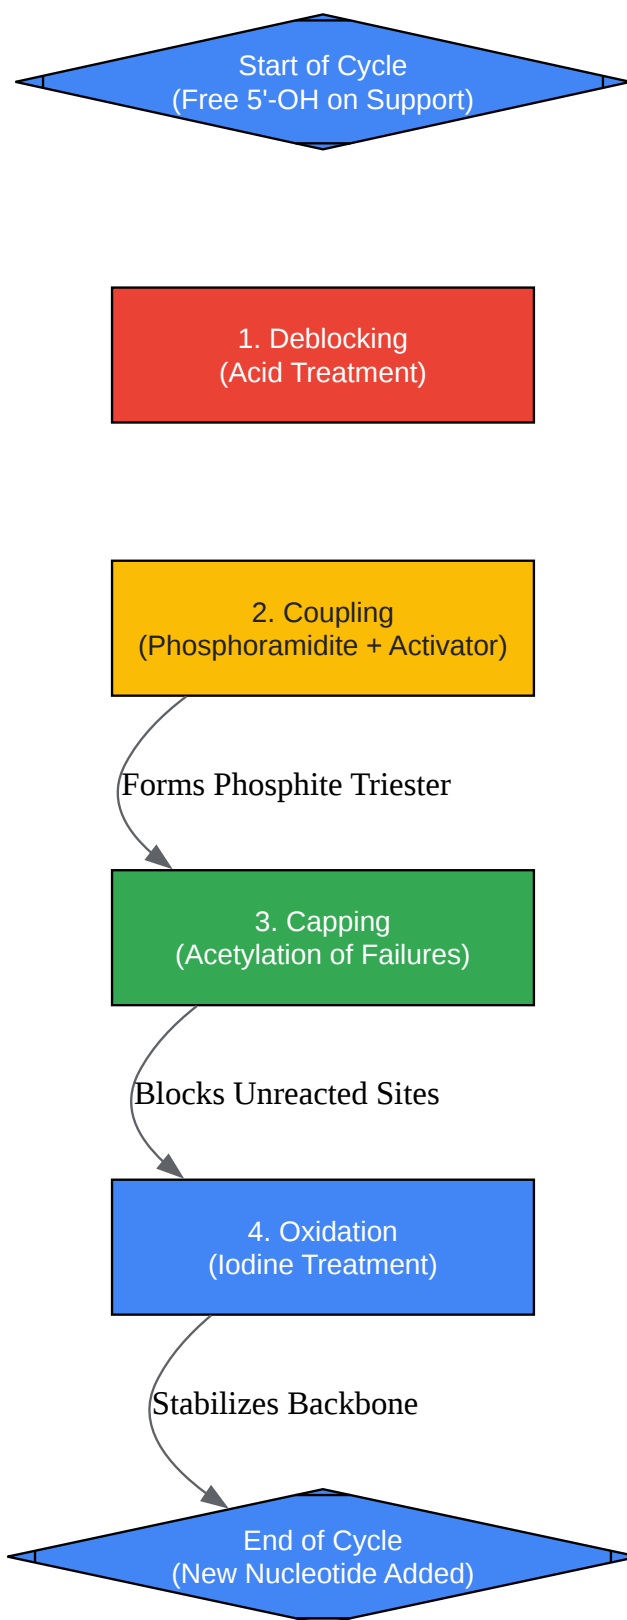 Start of Cycle
(Free 5'-OH on Support)
1. Deblocking
(Acid Treatment)
2. Coupling
(Phosphoramidite + Activator)
Forms Phosphite Triester
3. Capping
(Acetylation of Failures)
Blocks Unreacted Sites
4. Oxidation
(Iodine Treatment)
Stabilizes Backbone
End of Cycle
(New Nucleotide Added)